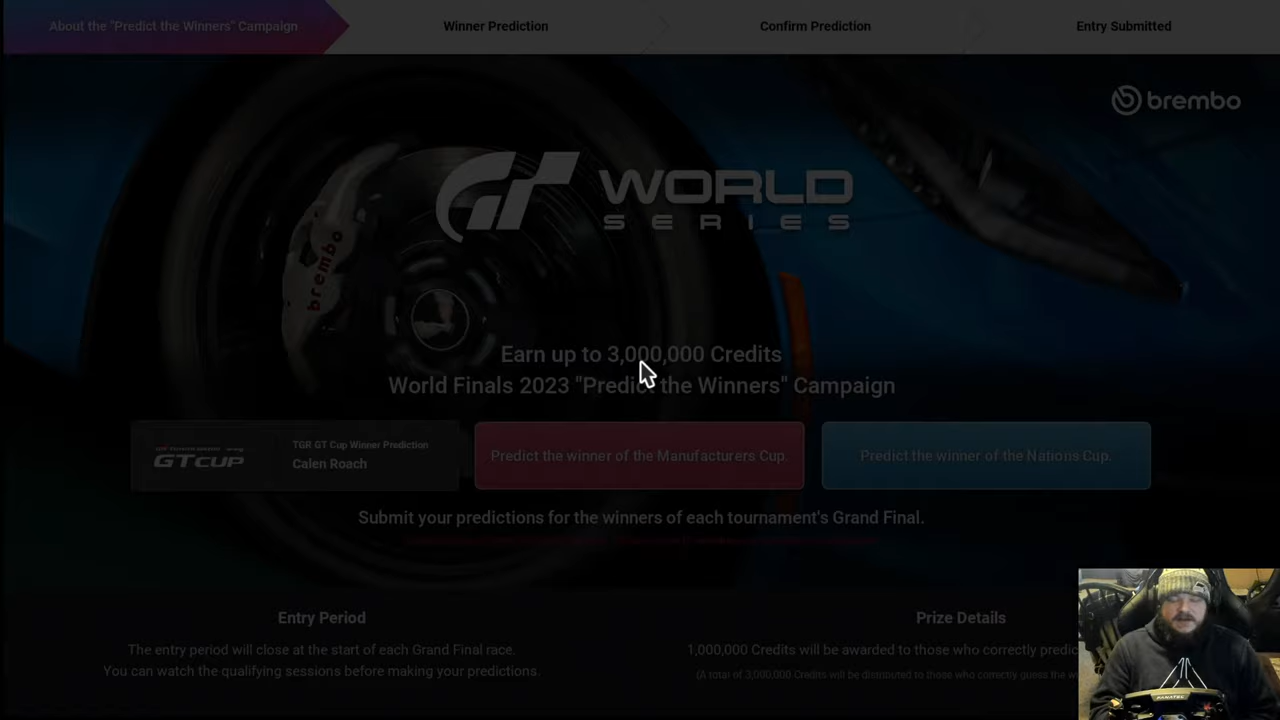 About the "Predict the Winners" Campaign
Winner Prediction
Confirm Prediction
Entry Submitted
brembo
brembo
GT WORLD
SERIES
Earn up to 3,000,000 Credits
World Finals 2023 "Predict the Winners" Campaign
GT CUP
TGR GT Cup Winner Prediction
Calen Roach
Predict the winner of the Manufacturers Cup.
Predict the winner of the Nations Cup.
Submit your predictions for the winners of each tournament's Grand Final.
Entry Period
The entry period will close at the start of each Grand Final race.
You can watch the qualifying sessions before making your predictions.
Prize Details
1,000,000 Credits will be awarded to those who correctly
(A total of 3,000,000 Credits will be distributed to those who correctly guess the
FANATEC